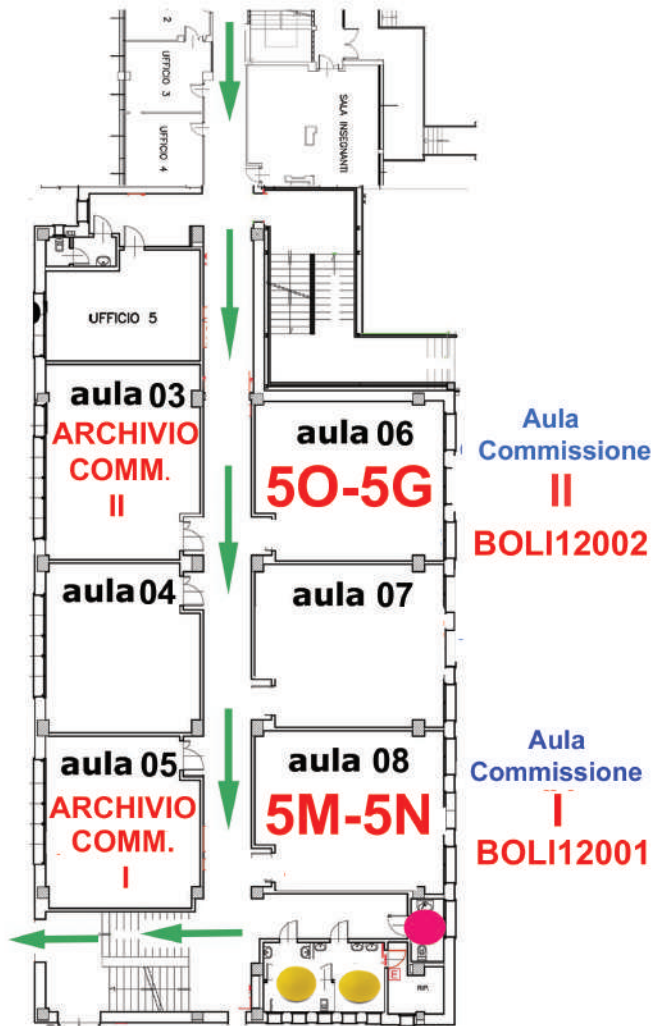 2
UFFICIO 3
UFFICIO 4
SALA INSEGNANTI
UFFICIO 5
aula 03
ARCHIVIO
COMM.
II
aula 06
5O-5G
Aula
Commissione
II
BOLI12002
aula 04
aula 07
aula 05
ARCHIVIO
COMM.
I
aula 08
5M-5N
Aula
Commissione
I
BOLI12001
E
RIP.